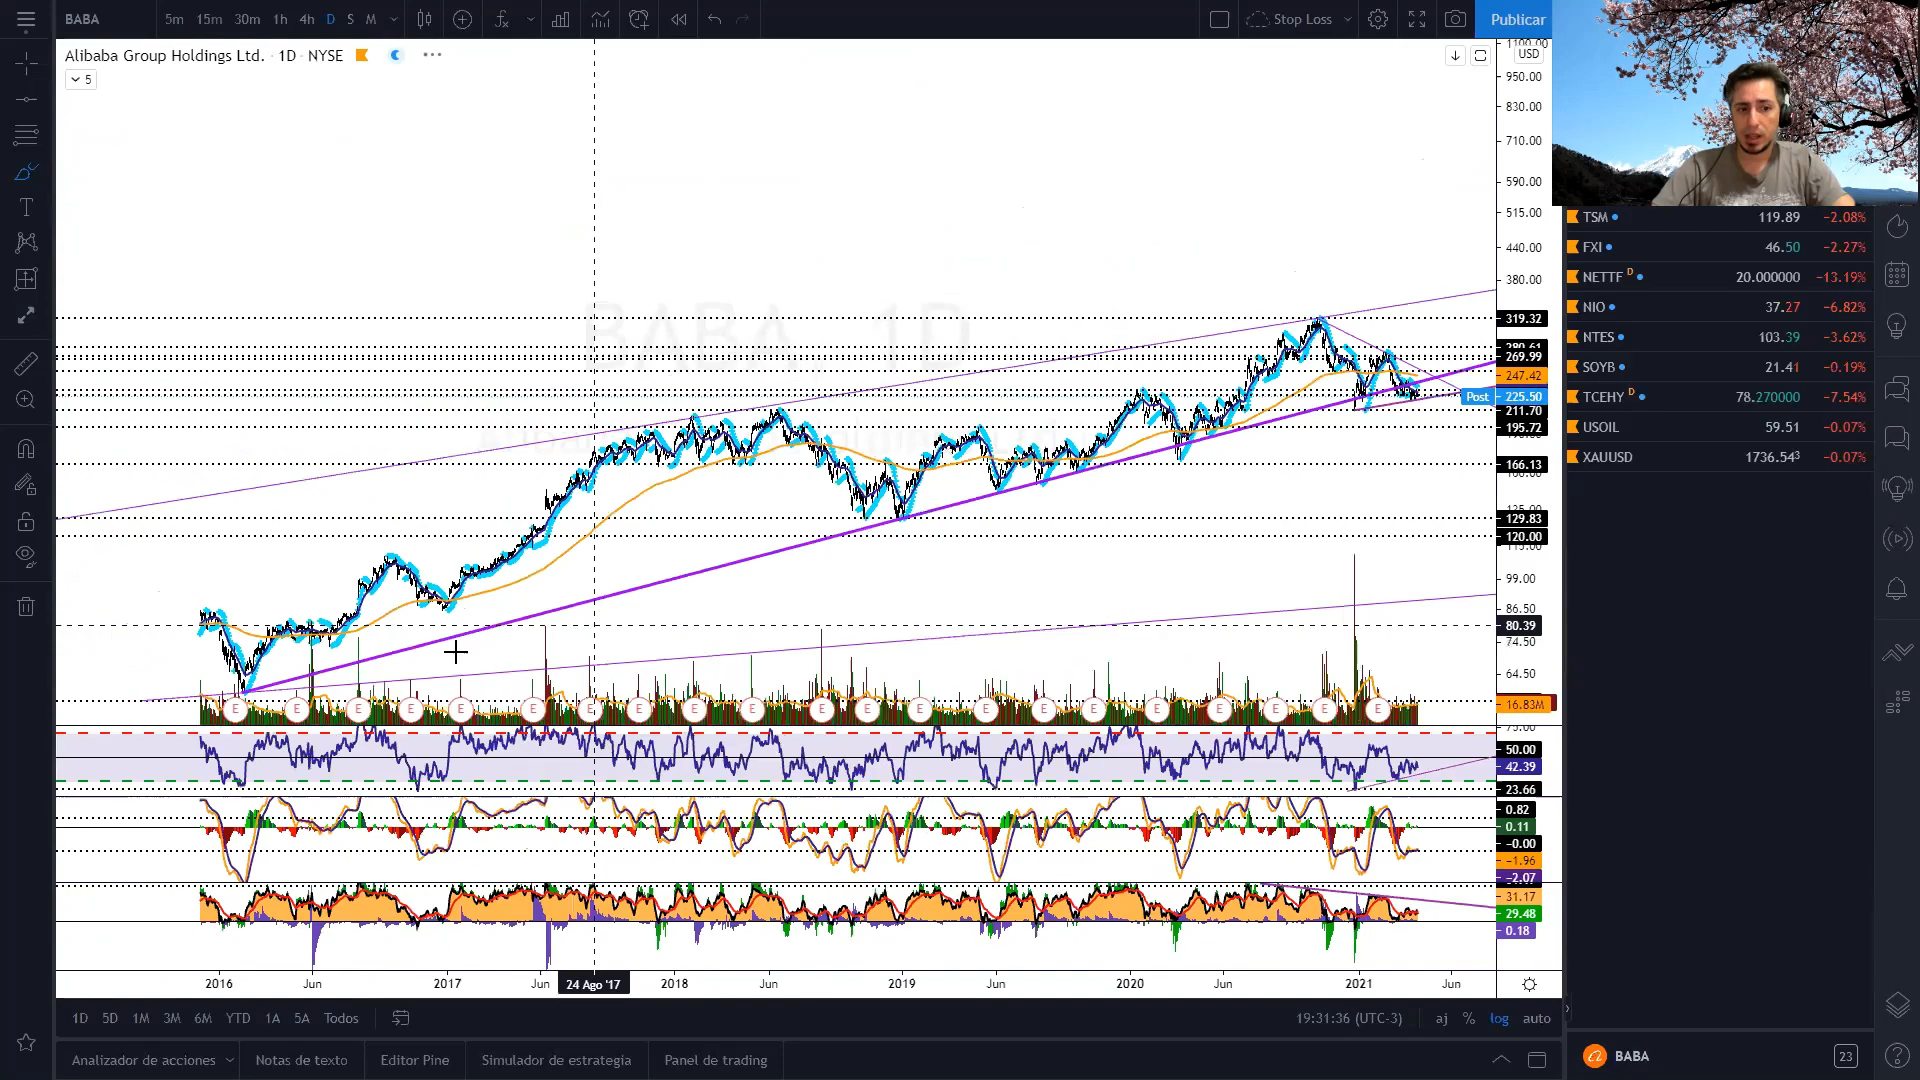 BABA
5m 15m 30m 1h 4h D S M
Stop Loss
Publicar
Alibaba Group Holdings Ltd. · 1D · NYSE
5
BABA, 1D
USD
1100.00
950.00
830.00
710.00
590.00
515.00
440.00
380.00
319.32
280.61
269.99
247.42
Post 225.50
211.70
195.72
166.13
129.83
120.00
99.00
86.50
80.39
74.50
64.50
16.83M
E E E E E E E E E E E E E E E E E E E E E E
75.00
50.00
42.39
23.66
0.82
0.11
−0.00
−1.96
−2.07
31.17
29.48
0.18
2016 Jun 2017 Jun 24 Ago '17 2018 Jun 2019 Jun 2020 Jun 2021 Jun
1D 5D 1M 3M 6M YTD 1A 5A Todos
19:31:36 (UTC-3) aj % log auto
Analizador de acciones Notas de texto Editor Pine Simulador de estrategia Panel de trading
TSM 119.89 −2.08%
FXI 46.50 −2.27%
NETTF D 20.000000 −13.19%
NIO 37.27 −6.82%
NTES 103.39 −3.62%
SOYB 21.41 −0.19%
TCEHY D 78.270000 −7.54%
USOIL 59.51 −0.07%
XAUUSD 1736.54³ −0.07%
BABA 23